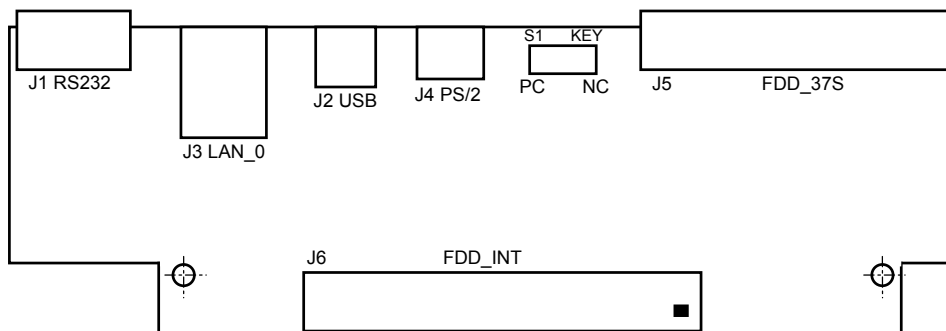 S1 KEY
J1 RS232
J2 USB
J4 PS/2
PC NC
J5 FDD_37S
J3 LAN_0
J6 FDD_INT